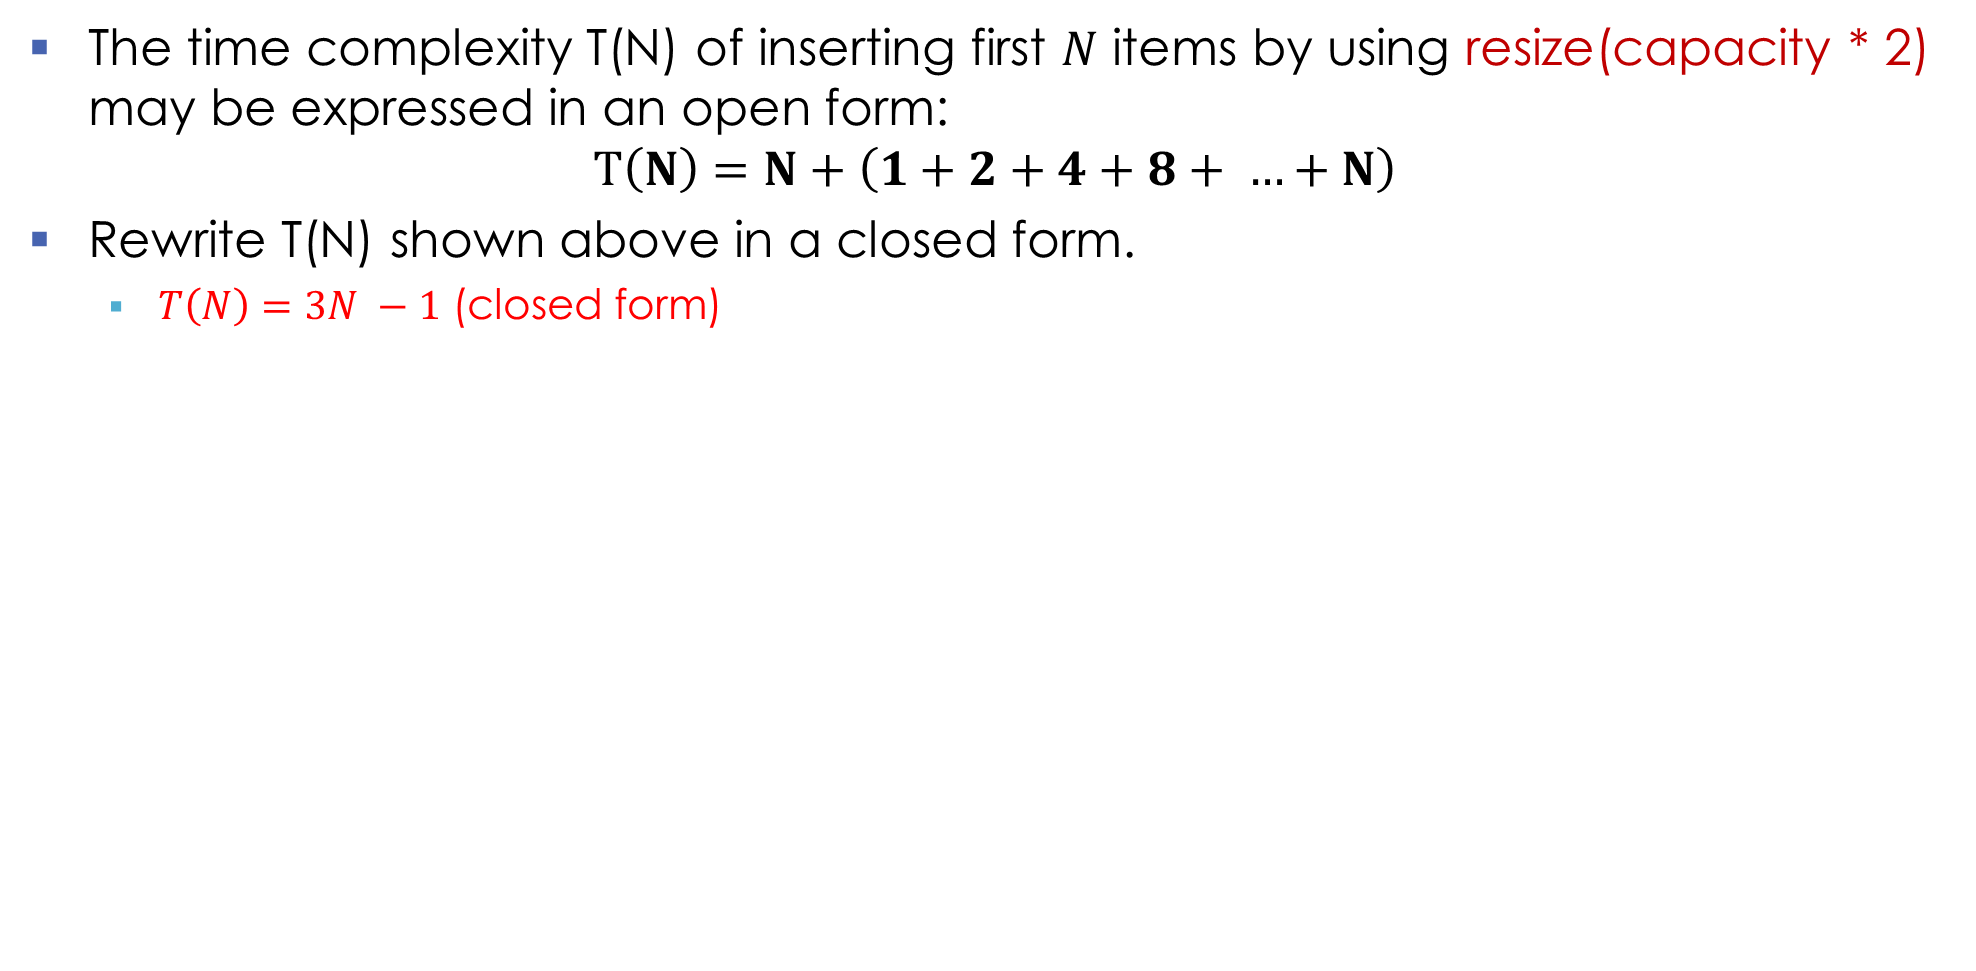 ▪ The time complexity T(N) of inserting first N items by using resize(capacity * 2)
may be expressed in an open form:
T(N) = N + (1 + 2 + 4 + 8 + … + N)
▪ Rewrite T(N) shown above in a closed form.
▪ T(N) = 3N − 1 (closed form)